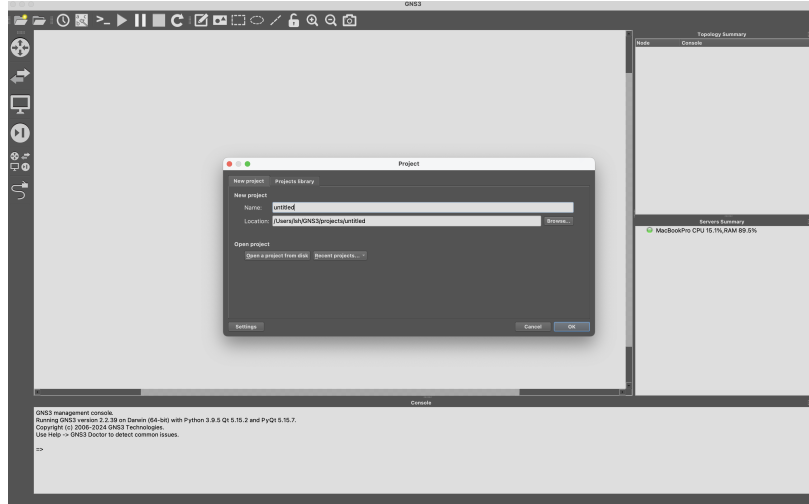 GNS3
Topology Summary
Node Console
Project
New project Projects library
New project
Name: untitled
Location: /Users/ish/GNS3/projects/untitled Browse...
Open project
Open a project from disk Recent projects...
Settings Cancel OK
Servers Summary
MacBookPro CPU 15.1%, RAM 89.5%
Console
GNS3 management console.
Running GNS3 version 2.2.39 on Darwin (64-bit) with Python 3.9.5 Qt 5.15.2 and PyQt 5.15.7.
Copyright (c) 2006-2024 GNS3 Technologies.
Use Help -> GNS3 Doctor to detect common issues.
=>